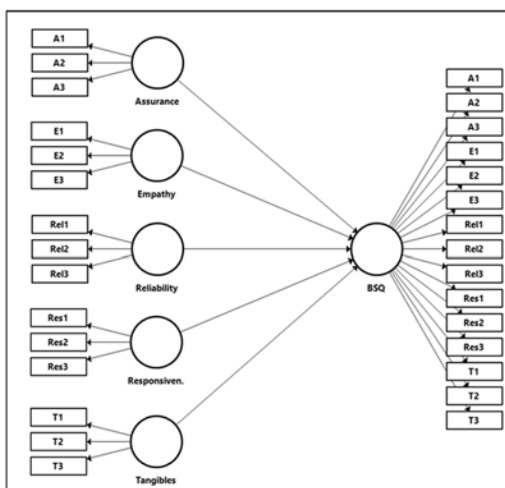 A1
A2
A3
Assurance
E1
E2
E3
Empathy
Rel1
Rel2
Rel3
Reliability
Res1
Res2
Res3
Responsiven.
T1
T2
T3
Tangibles
BSQ
A1
A2
A3
E1
E2
E3
Rel1
Rel2
Rel3
Res1
Res2
Res3
T1
T2
T3